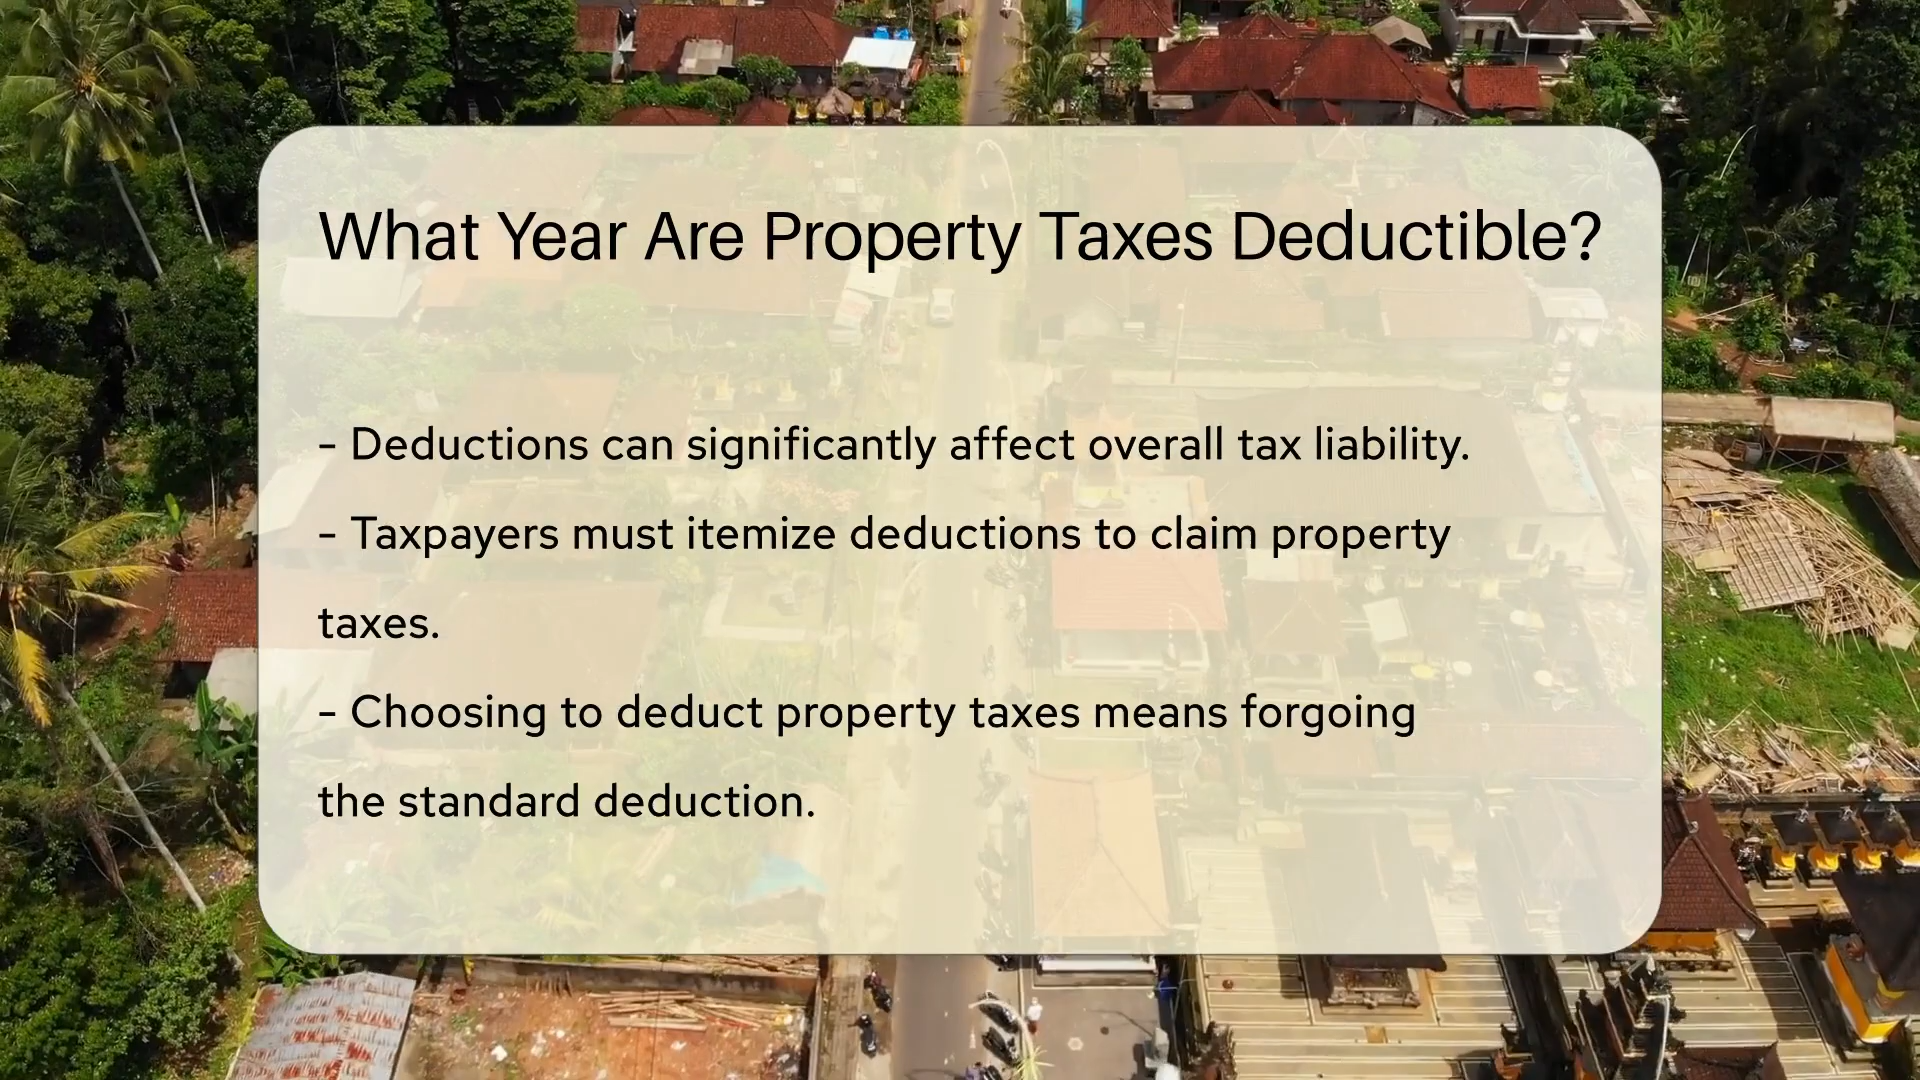 What Year Are Property Taxes Deductible?
- Deductions can significantly affect overall tax liability.
- Taxpayers must itemize deductions to claim property
taxes.
- Choosing to deduct property taxes means forgoing
the standard deduction.